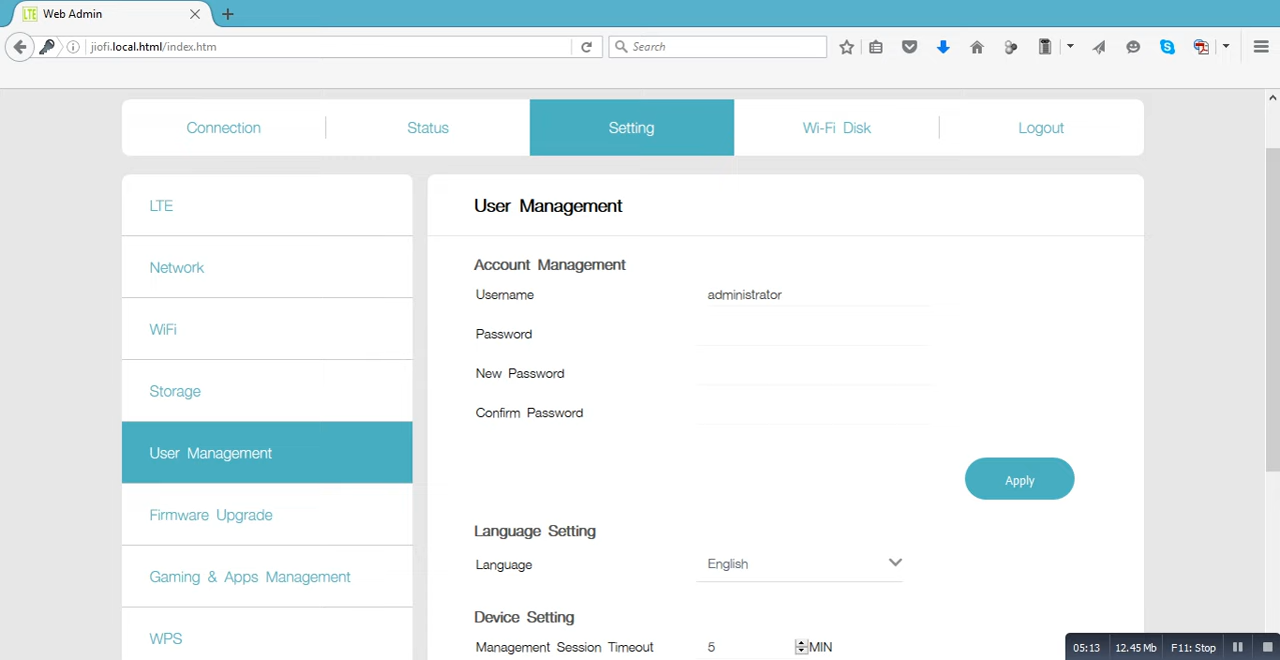 LTE Web Admin
jiofi.local.html/index.htm
Search
Connection
Status
Setting
Wi-Fi Disk
Logout
LTE
Network
WiFi
Storage
User Management
Firmware Upgrade
Gaming & Apps Management
WPS
User Management
Account Management
Username administrator
Password
New Password
Confirm Password
Apply
Language Setting
Language English
Device Setting
Management Session Timeout 5 MIN
05:13 12.45 Mb F11: Stop